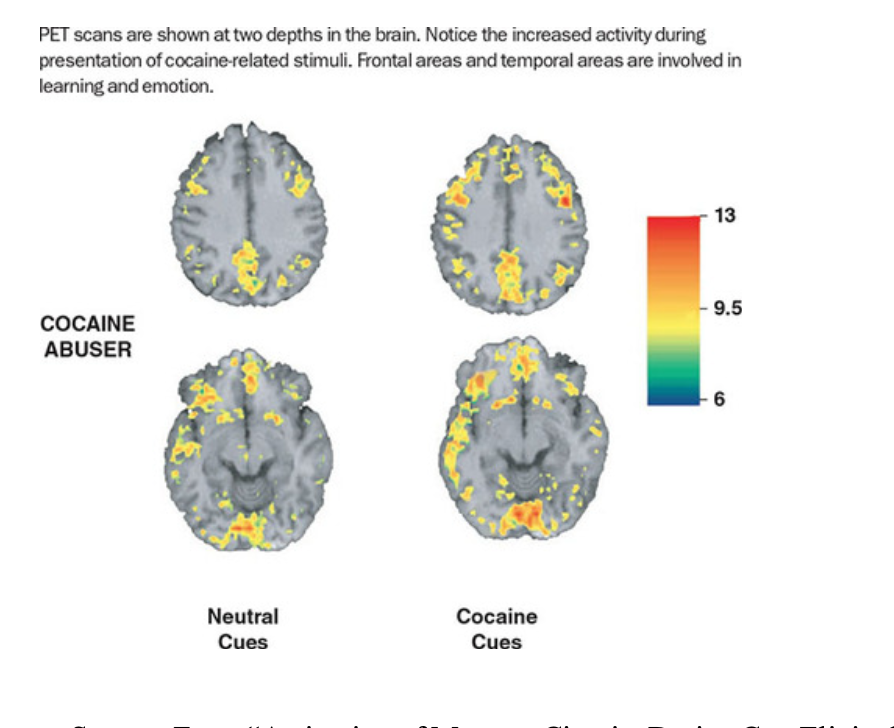 PET scans are shown at two depths in the brain. Notice the increased activity during
presentation of cocaine-related stimuli. Frontal areas and temporal areas are involved in
learning and emotion.
13
9.5
6
COCAINE
ABUSER
Neutral
Cues
Cocaine
Cues